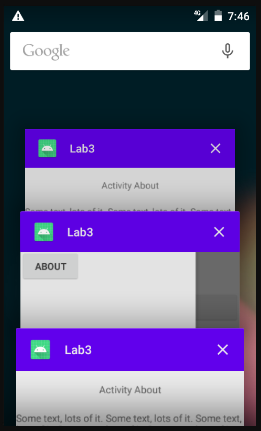 4G 7:46
Google
Lab3
Activity About
Some text, lots of it. Some text, lots of it. Some text,
Lab3
ABOUT
Lab3
Activity About
Some text, lots of it. Some text, lots of it. Some text,